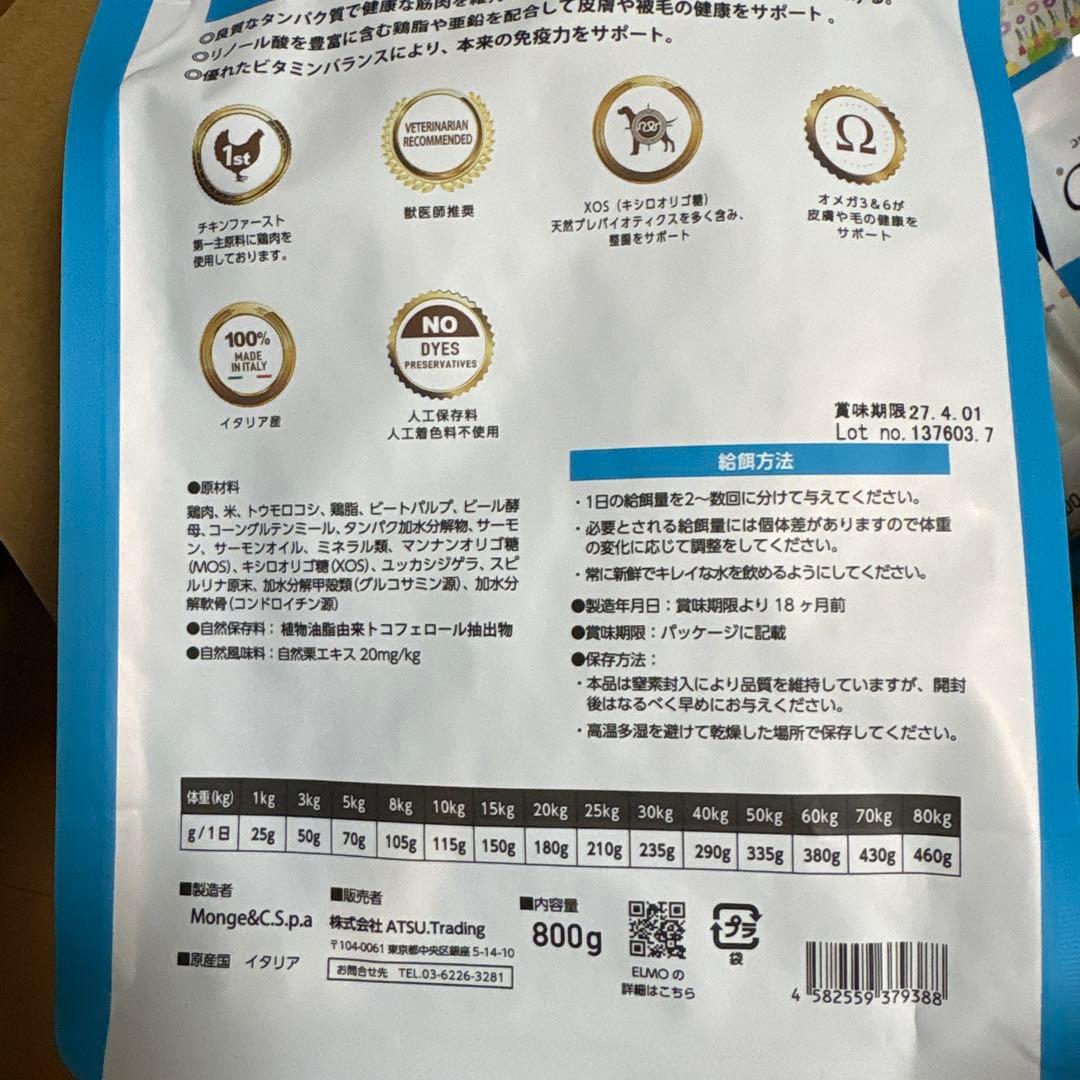 ◎良質なタンパク質で健康な筋肉を維
◎リノール酸を豊富に含む鶏脂や亜鉛を配合して皮膚や被毛の健康をサポート。
◎優れたビタミンバランスにより、本来の免疫力をサポート。
1st
VETERINARIAN
RECOMMENDED
Ω
チキンファースト
第一主原料に鶏肉を
使用しております。
獣医師推奨
XOS(キシロオリゴ糖)
天然プレバイオティクスを多く含み、
整腸をサポート
オメガ3&6が
皮膚や毛の健康を
サポート
100%
MADE
IN ITALY
NO
DYES
PRESERVATIVES
イタリア産
人工保存料
人工着色料不使用
賞味期限27.4.01
Lot no.137603.7
●原材料
鶏肉、米、トウモロコシ、鶏脂、ビートパルプ、ビール酵
母、コーングルテンミール、タンパク加水分解物、サーモ
ン、サーモンオイル、ミネラル類、マンナンオリゴ糖
(MOS)、キシロオリゴ糖(XOS)、ユッカシジゲラ、スピ
ルリナ原末、加水分解甲殻類(グルコサミン源)、加水分
解軟骨(コンドロイチン源)
●自然保存料：植物油脂由来トコフェロール抽出物
●自然風味料：自然栗エキス 20mg/kg
給餌方法
・1日の給餌量を2〜数回に分けて与えてください。
・必要とされる給餌量には個体差がありますので体重
の変化に応じて調整をしてください。
・常に新鮮でキレイな水を飲めるようにしてください。
●製造年月日：賞味期限より 18 ヶ月前
●賞味期限：パッケージに記載
●保存方法：
・本品は窒素封入により品質を維持していますが、開封
後はなるべく早めにお与えください。
・高温多湿を避けて乾燥した場所で保存してください。
体重(kg) 1kg 3kg 5kg 8kg 10kg 15kg 20kg 25kg 30kg 40kg 50kg 60kg 70kg 80kg
g/1日 25g 50g 70g 105g 115g 150g 180g 210g 235g 290g 335g 380g 430g 460g
■製造者
Monge&C.S.p.a
■原産国 イタリア
■販売者
株式会社 ATSU.Trading
〒104-0061 東京都中央区銀座 5-14-10
お問合せ先 TEL.03-6226-3281
■内容量
800g
ELMO の
詳細はこちら
プラ
袋
4 582559 379388